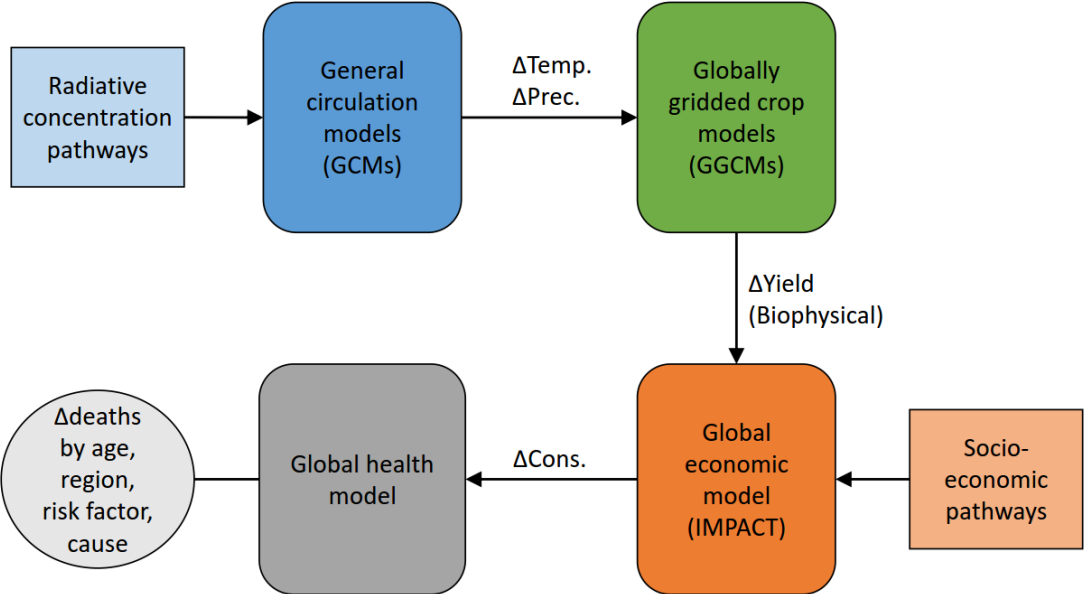 Radiative
concentration
pathways
General
circulation
models
(GCMs)
ΔTemp.
ΔPrec.
Globally
gridded crop
models
(GGCMs)
ΔYield
(Biophysical)
Δdeaths
by age,
region,
risk factor,
cause
Global health
model
ΔCons.
Global
economic
model
(IMPACT)
Socio-
economic
pathways